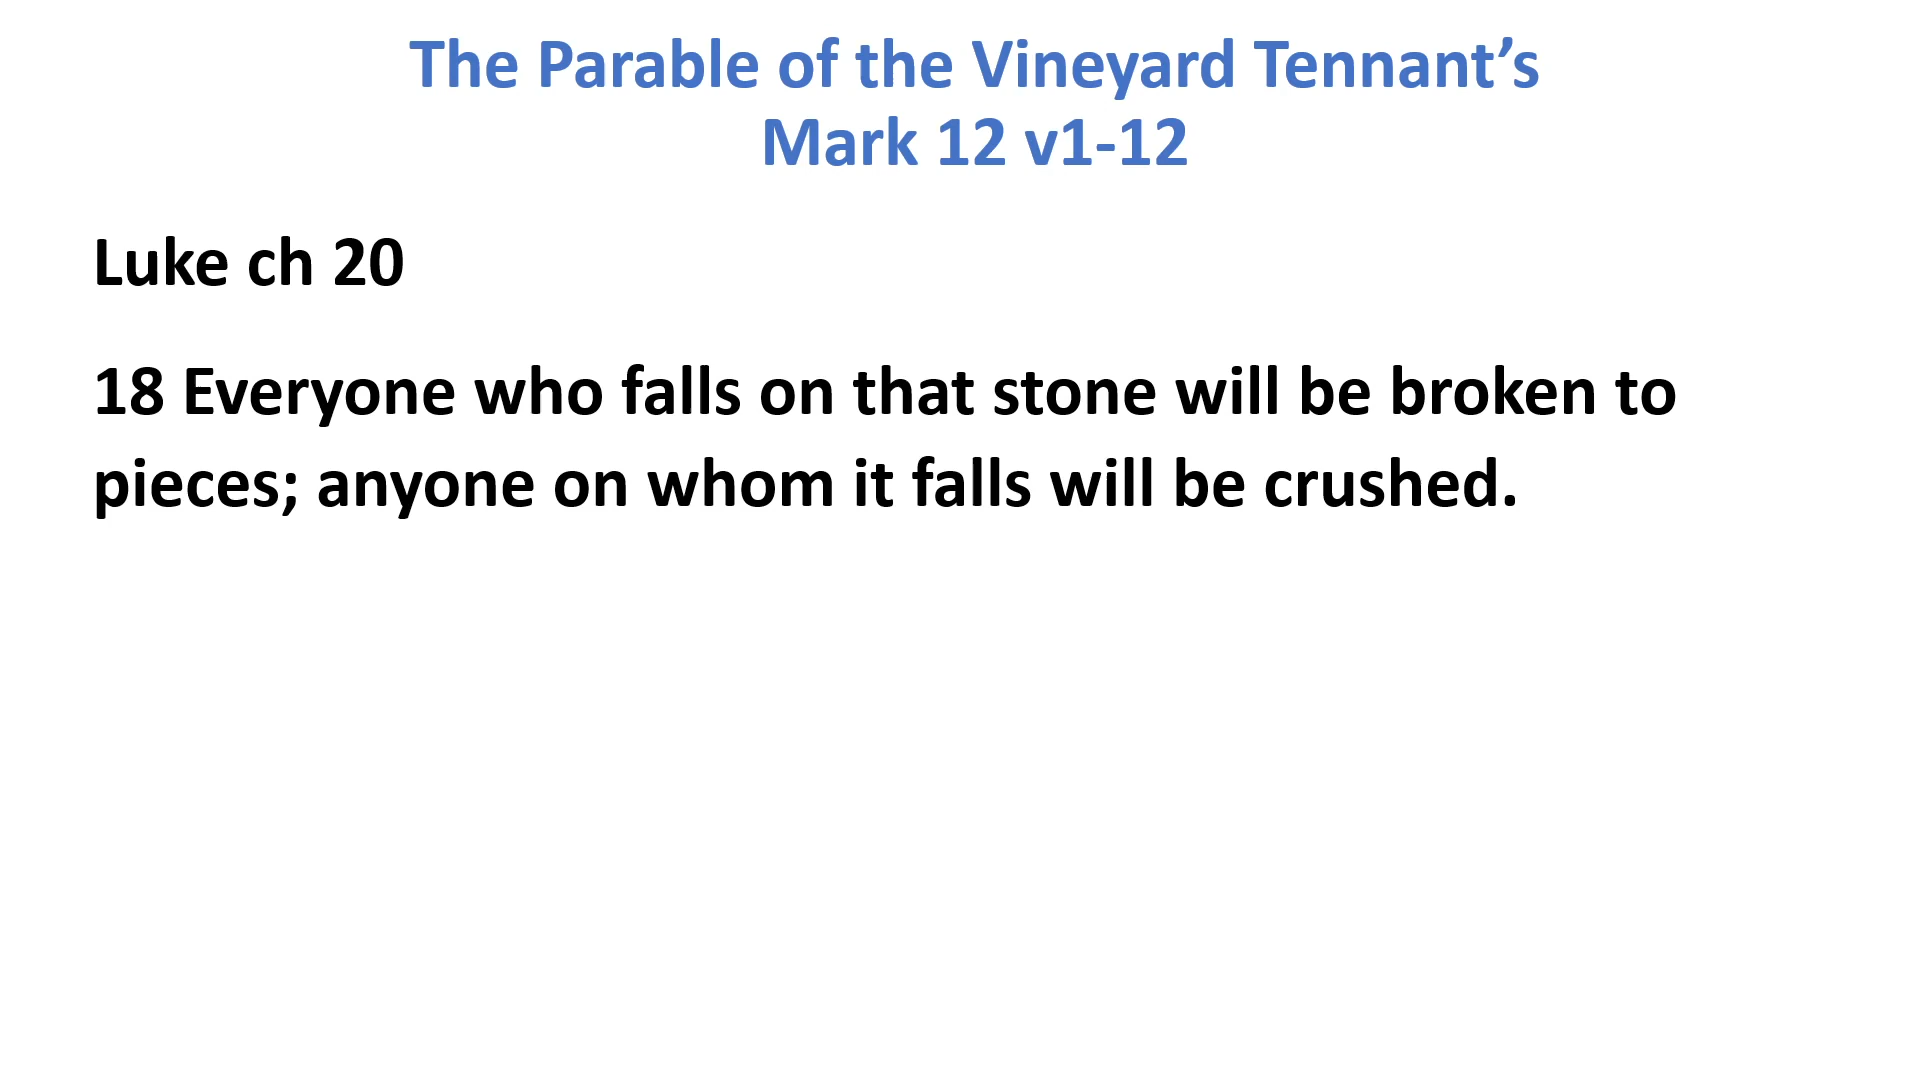 The Parable of the Vineyard Tennant’s
Mark 12 v1-12
Luke ch 20
18 Everyone who falls on that stone will be broken to
pieces; anyone on whom it falls will be crushed.